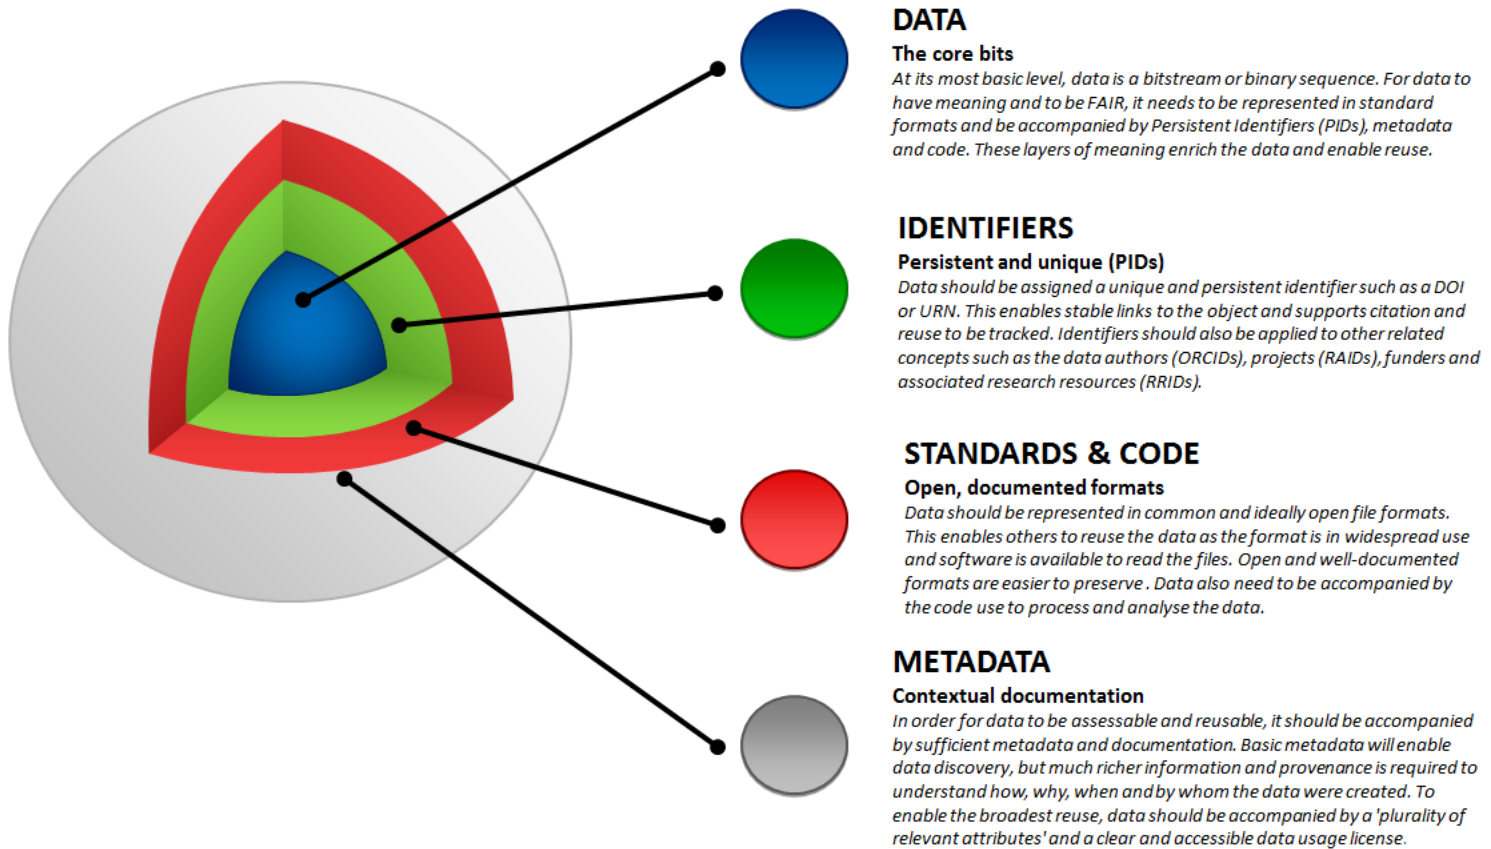 DATA
The core bits
At its most basic level, data is a bitstream or binary sequence. For data to
have meaning and to be FAIR, it needs to be represented in standard
formats and be accompanied by Persistent Identifiers (PIDs), metadata
and code. These layers of meaning enrich the data and enable reuse.
IDENTIFIERS
Persistent and unique (PIDs)
Data should be assigned a unique and persistent identifier such as a DOI
or URN. This enables stable links to the object and supports citation and
reuse to be tracked. Identifiers should also be applied to other related
concepts such as the data authors (ORCIDs), projects (RAIDs), funders and
associated research resources (RRIDs).
STANDARDS & CODE
Open, documented formats
Data should be represented in common and ideally open file formats.
This enables others to reuse the data as the format is in widespread use
and software is available to read the files. Open and well-documented
formats are easier to preserve. Data also need to be accompanied by
the code use to process and analyse the data.
METADATA
Contextual documentation
In order for data to be assessable and reusable, it should be accompanied
by sufficient metadata and documentation. Basic metadata will enable
data discovery, but much richer information and provenance is required to
understand how, why, when and by whom the data were created. To
enable the broadest reuse, data should be accompanied by a 'plurality of
relevant attributes' and a clear and accessible data usage license.